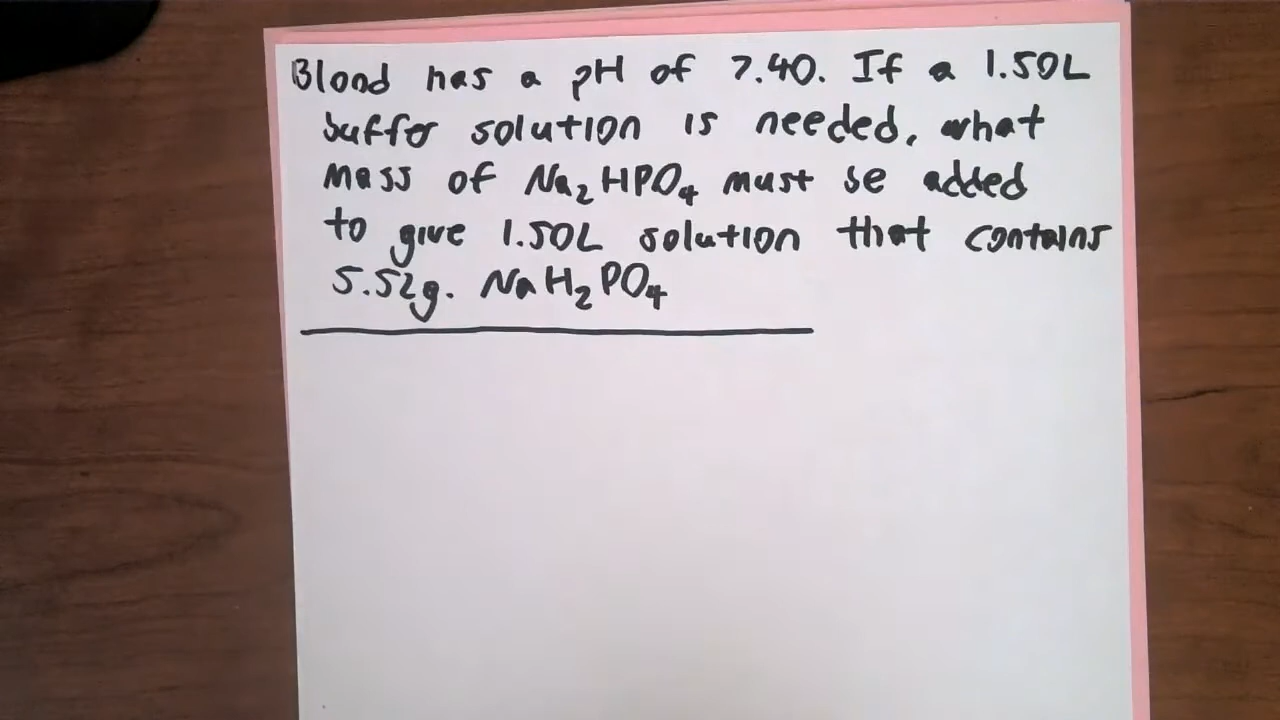 Blood has a pH of 7.40. If a 1.50L
buffer solution is needed, what
mass of Na₂HPO₄ must be added
to give 1.50L solution that contains
5.52g. NaH₂PO₄